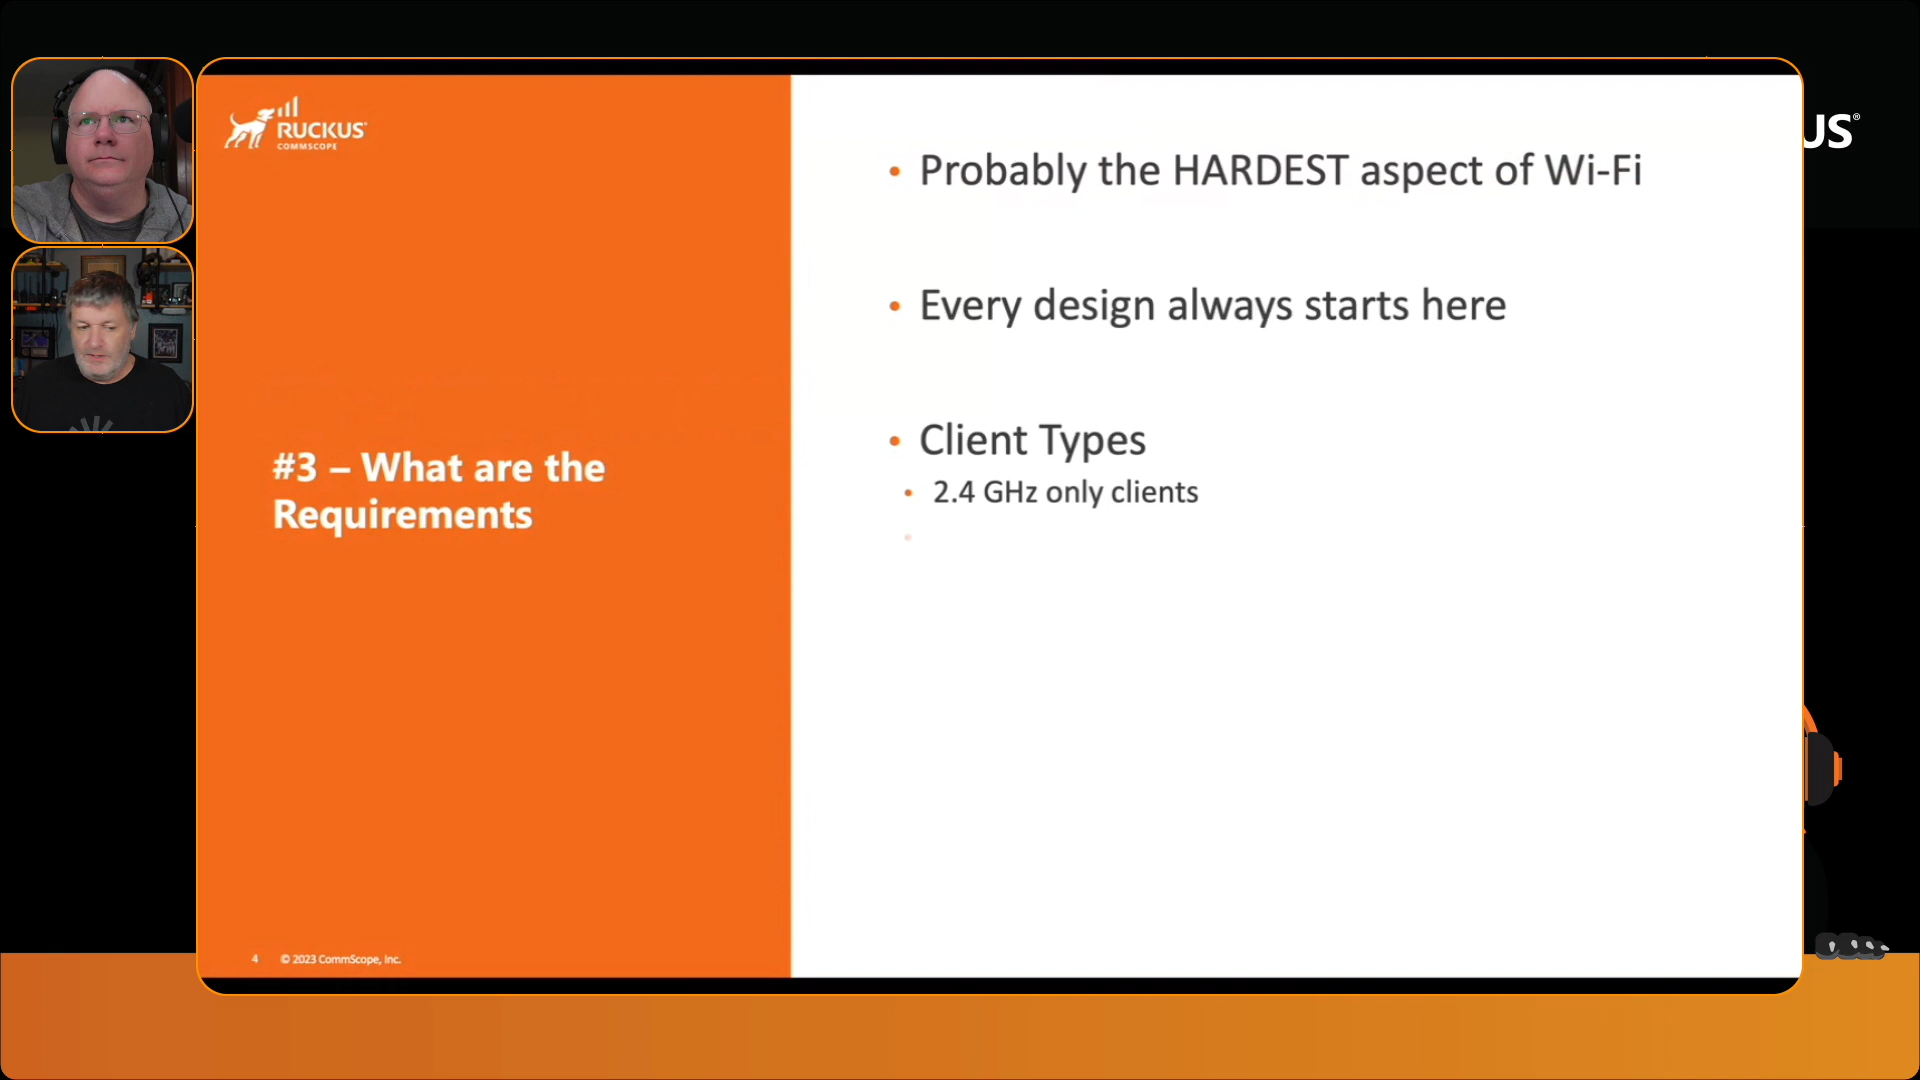 RUCKUS
COMMSCOPE
#3 – What are the
Requirements
4 © 2023 CommScope, Inc.
• Probably the HARDEST aspect of Wi-Fi
• Every design always starts here
• Client Types
• 2.4 GHz only clients
US®